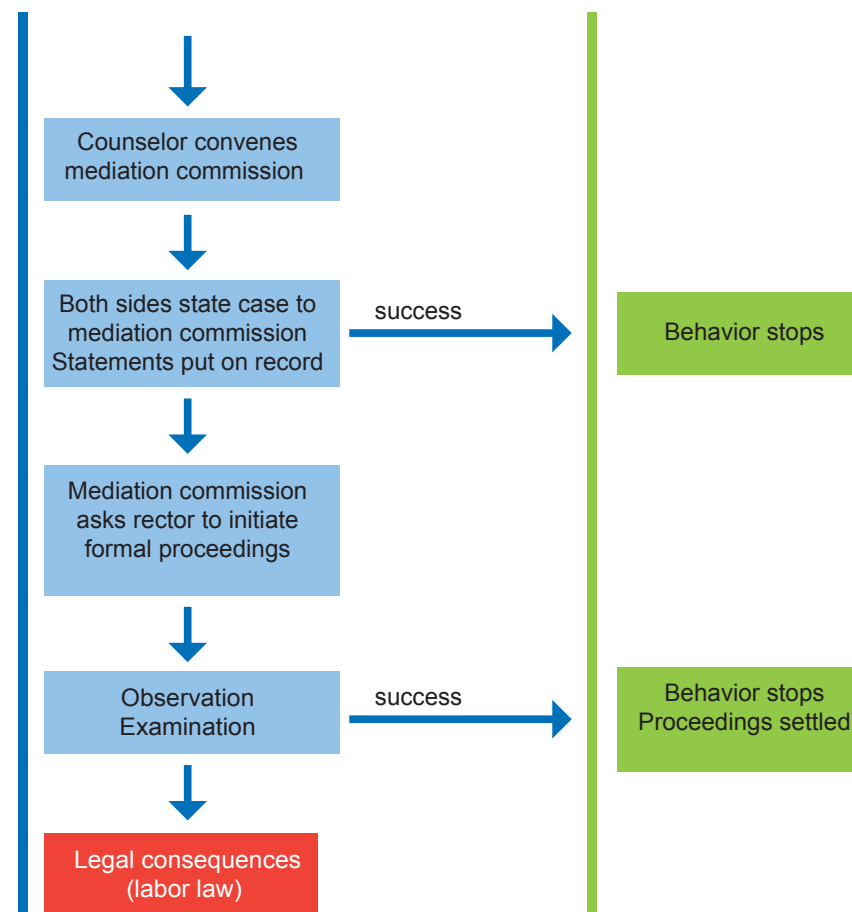 Counselor convenes
mediation commission
Both sides state case to
mediation commission
Statements put on record
success
Behavior stops
Mediation commission
asks rector to initiate
formal proceedings
Observation
Examination
success
Behavior stops
Proceedings settled
Legal consequences
(labor law)